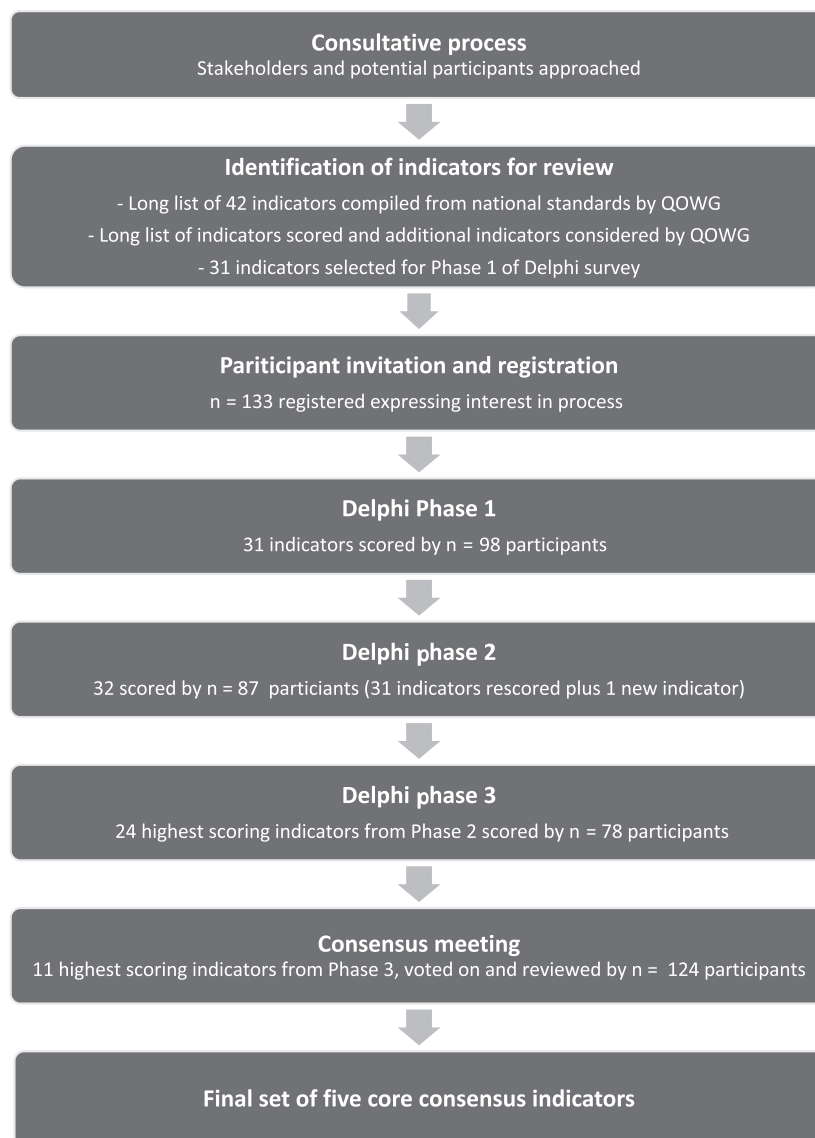 Consultative process
Stakeholders and potential participants approached
Identification of indicators for review
- Long list of 42 indicators compiled from national standards by QOWG
- Long list of indicators scored and additional indicators considered by QOWG
- 31 indicators selected for Phase 1 of Delphi survey
Pariticipant invitation and registration
n = 133 registered expressing interest in process
Delphi Phase 1
31 indicators scored by n = 98 participants
Delphi phase 2
32 scored by n = 87 particiants (31 indicators rescored plus 1 new indicator)
Delphi phase 3
24 highest scoring indicators from Phase 2 scored by n = 78 participants
Consensus meeting
11 highest scoring indicators from Phase 3, voted on and reviewed by n = 124 participants
Final set of five core consensus indicators